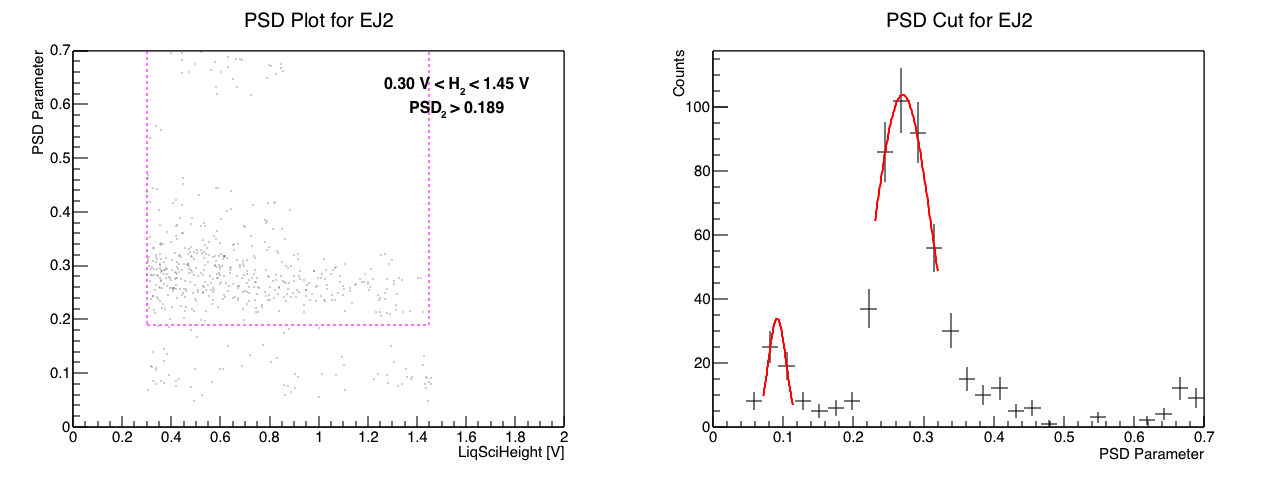 PSD Plot for EJ2
PSD Parameter
0.7
0.6
0.5
0.4
0.3
0.2
0.1
0
0.30 V < H2 < 1.45 V
PSD2 > 0.189
0 0.2 0.4 0.6 0.8 1 1.2 1.4 1.6 1.8 2
LiqSciHeight [V]
PSD Cut for EJ2
Counts
100
80
60
40
20
0
0 0.1 0.2 0.3 0.4 0.5 0.6 0.7
PSD Parameter